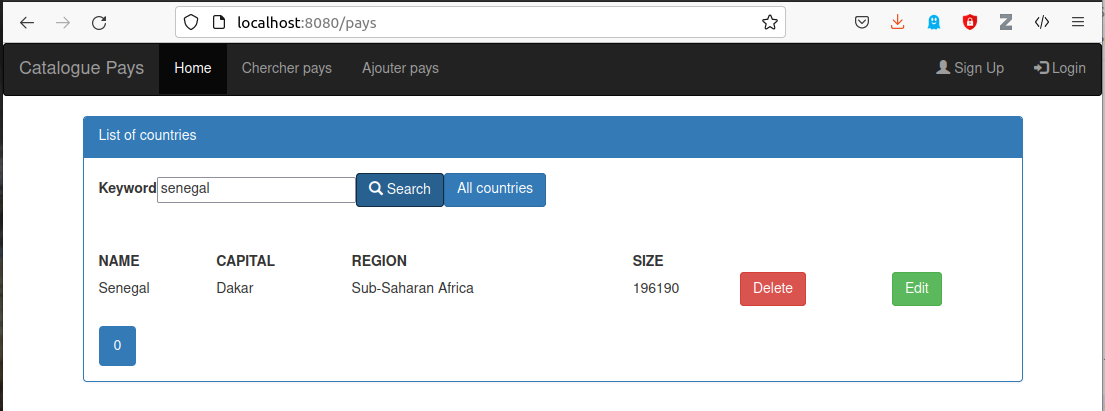 localhost:8080/pays
Catalogue Pays Home Chercher pays Ajouter pays Sign Up Login
List of countries
Keyword senegal Search All countries
NAME CAPITAL REGION SIZE
Senegal Dakar Sub-Saharan Africa 196190 Delete Edit
0